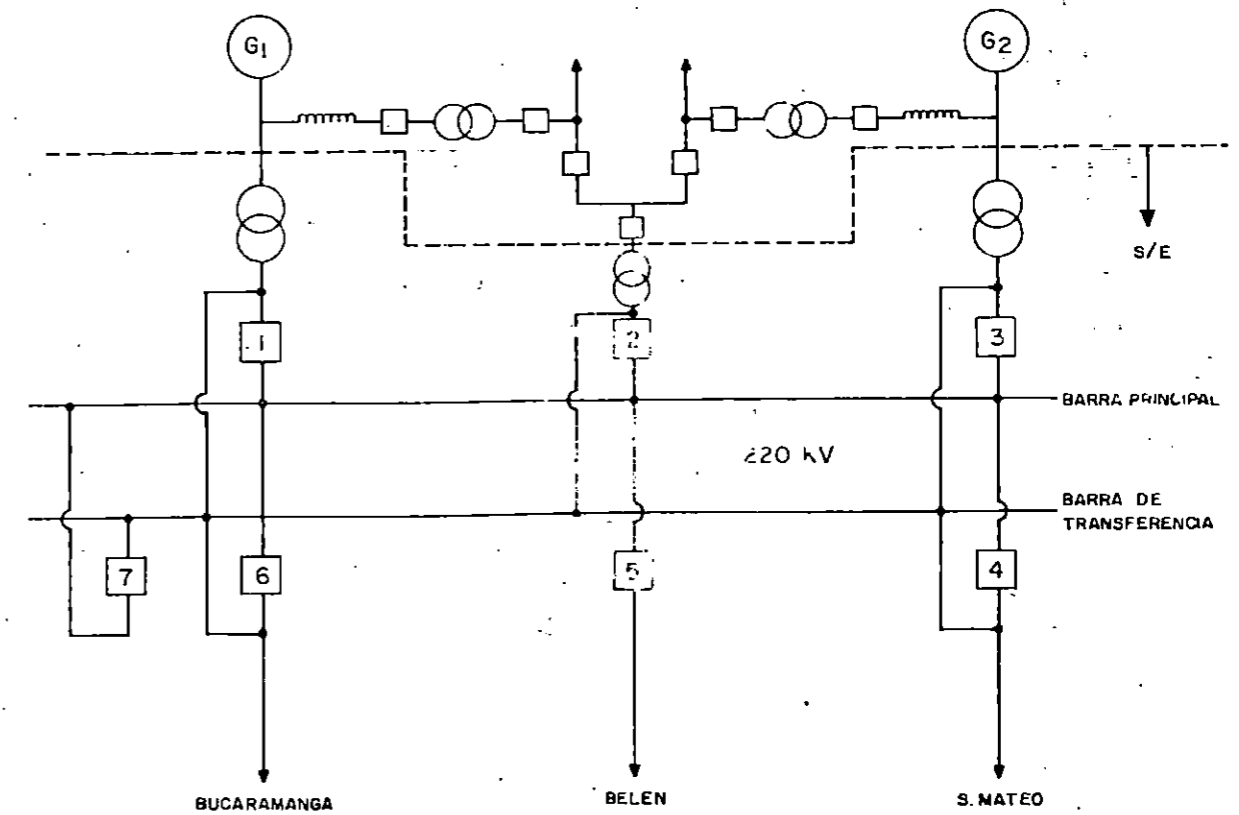 G1
G2
S/E
1
2
3
BARRA PRINCIPAL
220 KV
BARRA DE
TRANSFERENCIA
7
6
5
4
BUCARAMANGA
BELEN
S. MATEO